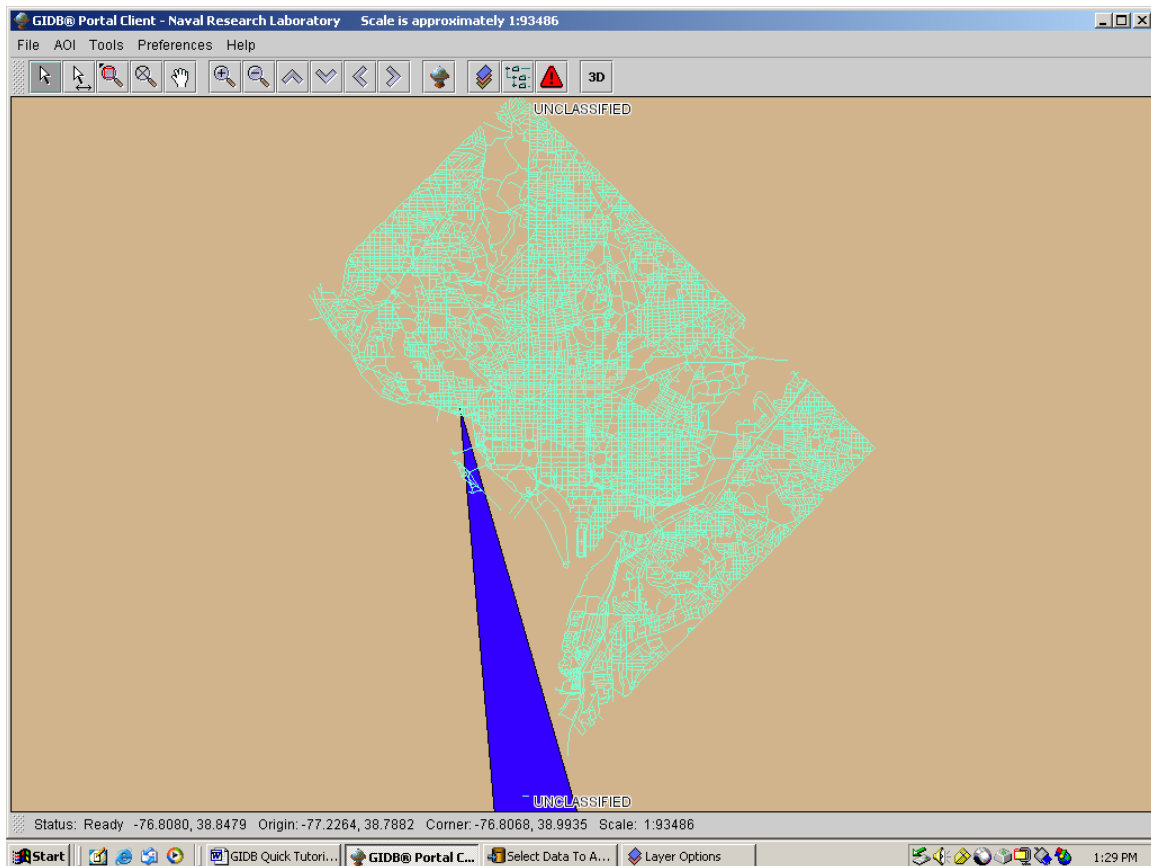 GIDB® Portal Client - Naval Research Laboratory Scale is approximately 1:93486
File AOI Tools Preferences Help
3D
UNCLASSIFIED
UNCLASSIFIED
Status: Ready -76.8080, 38.8479 Origin:-77.2264, 38.7882 Corner:-76.8068, 38.9935 Scale: 1:93486
Start GIDB Quick Tutori... GIDB® Portal C... Select Data To A... Layer Options 1:29 PM